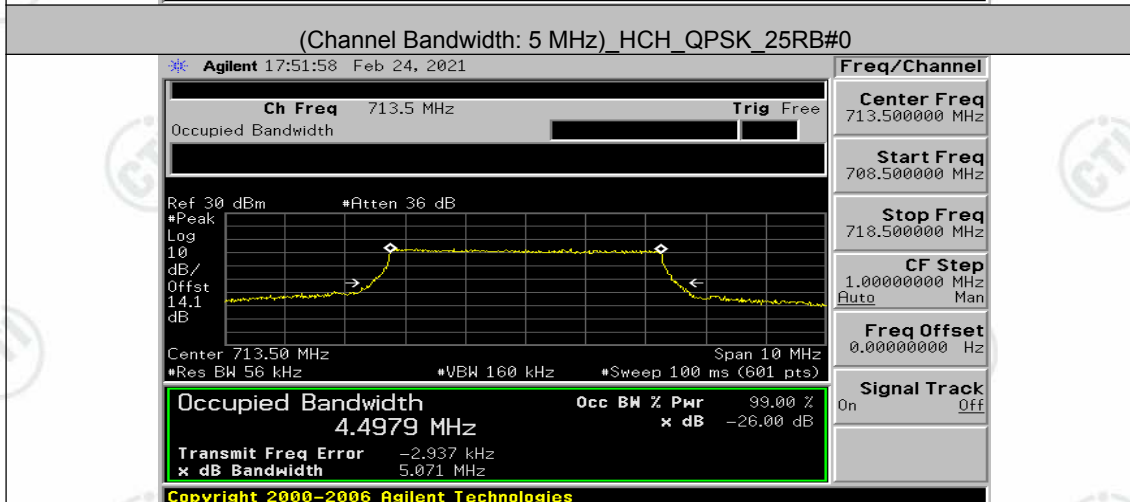 (Channel Bandwidth: 5 MHz)_HCH_QPSK_25RB#0
Agilent 17:51:58 Feb 24, 2021
Freq/Channel
Ch Freq 713.5 MHz Trig Free
Occupied Bandwidth
Center Freq
713.500000 MHz
Start Freq
708.500000 MHz
Stop Freq
718.500000 MHz
CF Step
1.00000000 MHz
Auto Man
Freq Offset
0.00000000 Hz
Signal Track
On Off
Ref 30 dBm #Atten 36 dB
#Peak
Log
10
dB/
Offst
14.1
dB
Center 713.50 MHz Span 10 MHz
#Res BW 56 kHz #VBW 160 kHz #Sweep 100 ms (601 pts)
Occupied Bandwidth Occ BW % Pwr 99.00 %
4.4979 MHz x dB -26.00 dB
Transmit Freq Error -2.937 kHz
x dB Bandwidth 5.071 MHz
Copyright 2000-2006 Agilent Technologies
CTI